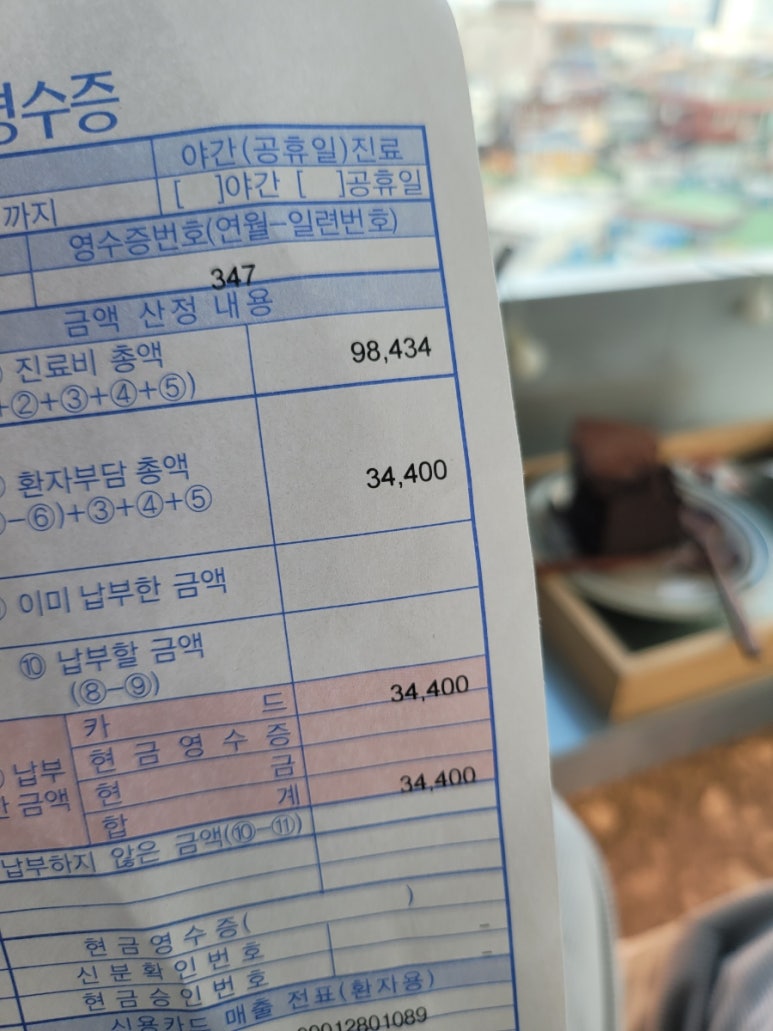 영수증
야간(공휴일)진료
까지 [ ]야간 [ ]공휴일
영수증번호(연월-일련번호)
347
금액 산정 내용
진료비 총액 98,434
+②+③+④+⑤)
환자부담 총액 34,400
-⑥)+③+④+⑤
이미 납부한 금액
⑩ 납부할 금액
(⑧-⑨)
카 드 34,400
현 금 영 수 증
납부 현 금
금액 합 계 34,400
납부하지 않은 금액(⑩-⑪)
현 금 영 수 증( )
신 분 확 인 번 호 -
현 금 승 인 번 호 -
신용카드 매출 전표(환자용)
00012801089